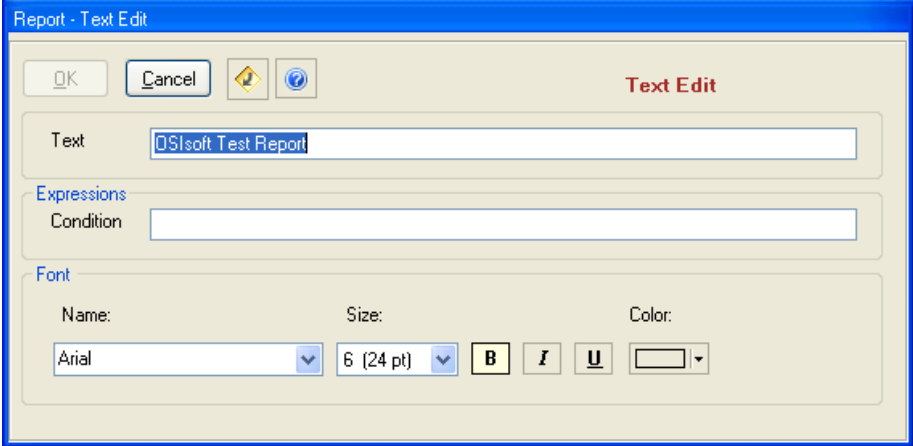 Report - Text Edit
OK Cancel
Text Edit
Text OSIsoft Test Report
Expressions
Condition
Font
Name: Size: Color:
Arial 6 (24 pt) B I U